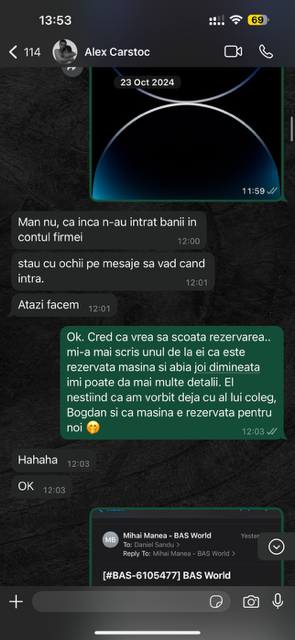 13:53
69
114
Alex Carstoc
23 Oct 2024
11:59
Man nu, ca inca n-au intrat banii in
contul firmei
12:00
stau cu ochii pe mesaje sa vad cand
intra.
12:01
Atazi facem
12:01
Ok. Cred ca vrea sa scoata rezervarea..
mi-a mai scris unul de la ei ca este
rezervata masina si abia joi dimineata
imi poate da mai multe detalii. El
nestiind ca am vorbit deja cu al lui coleg,
Bogdan si ca masina e rezervata pentru
noi 🤭
12:03
Hahaha
12:03
OK
12:03
MB
Mihai Manea - BAS World
To: Daniel Sandu >
Reply To: Mihai Manea - BAS World >
[#BAS-6105477] BAS World